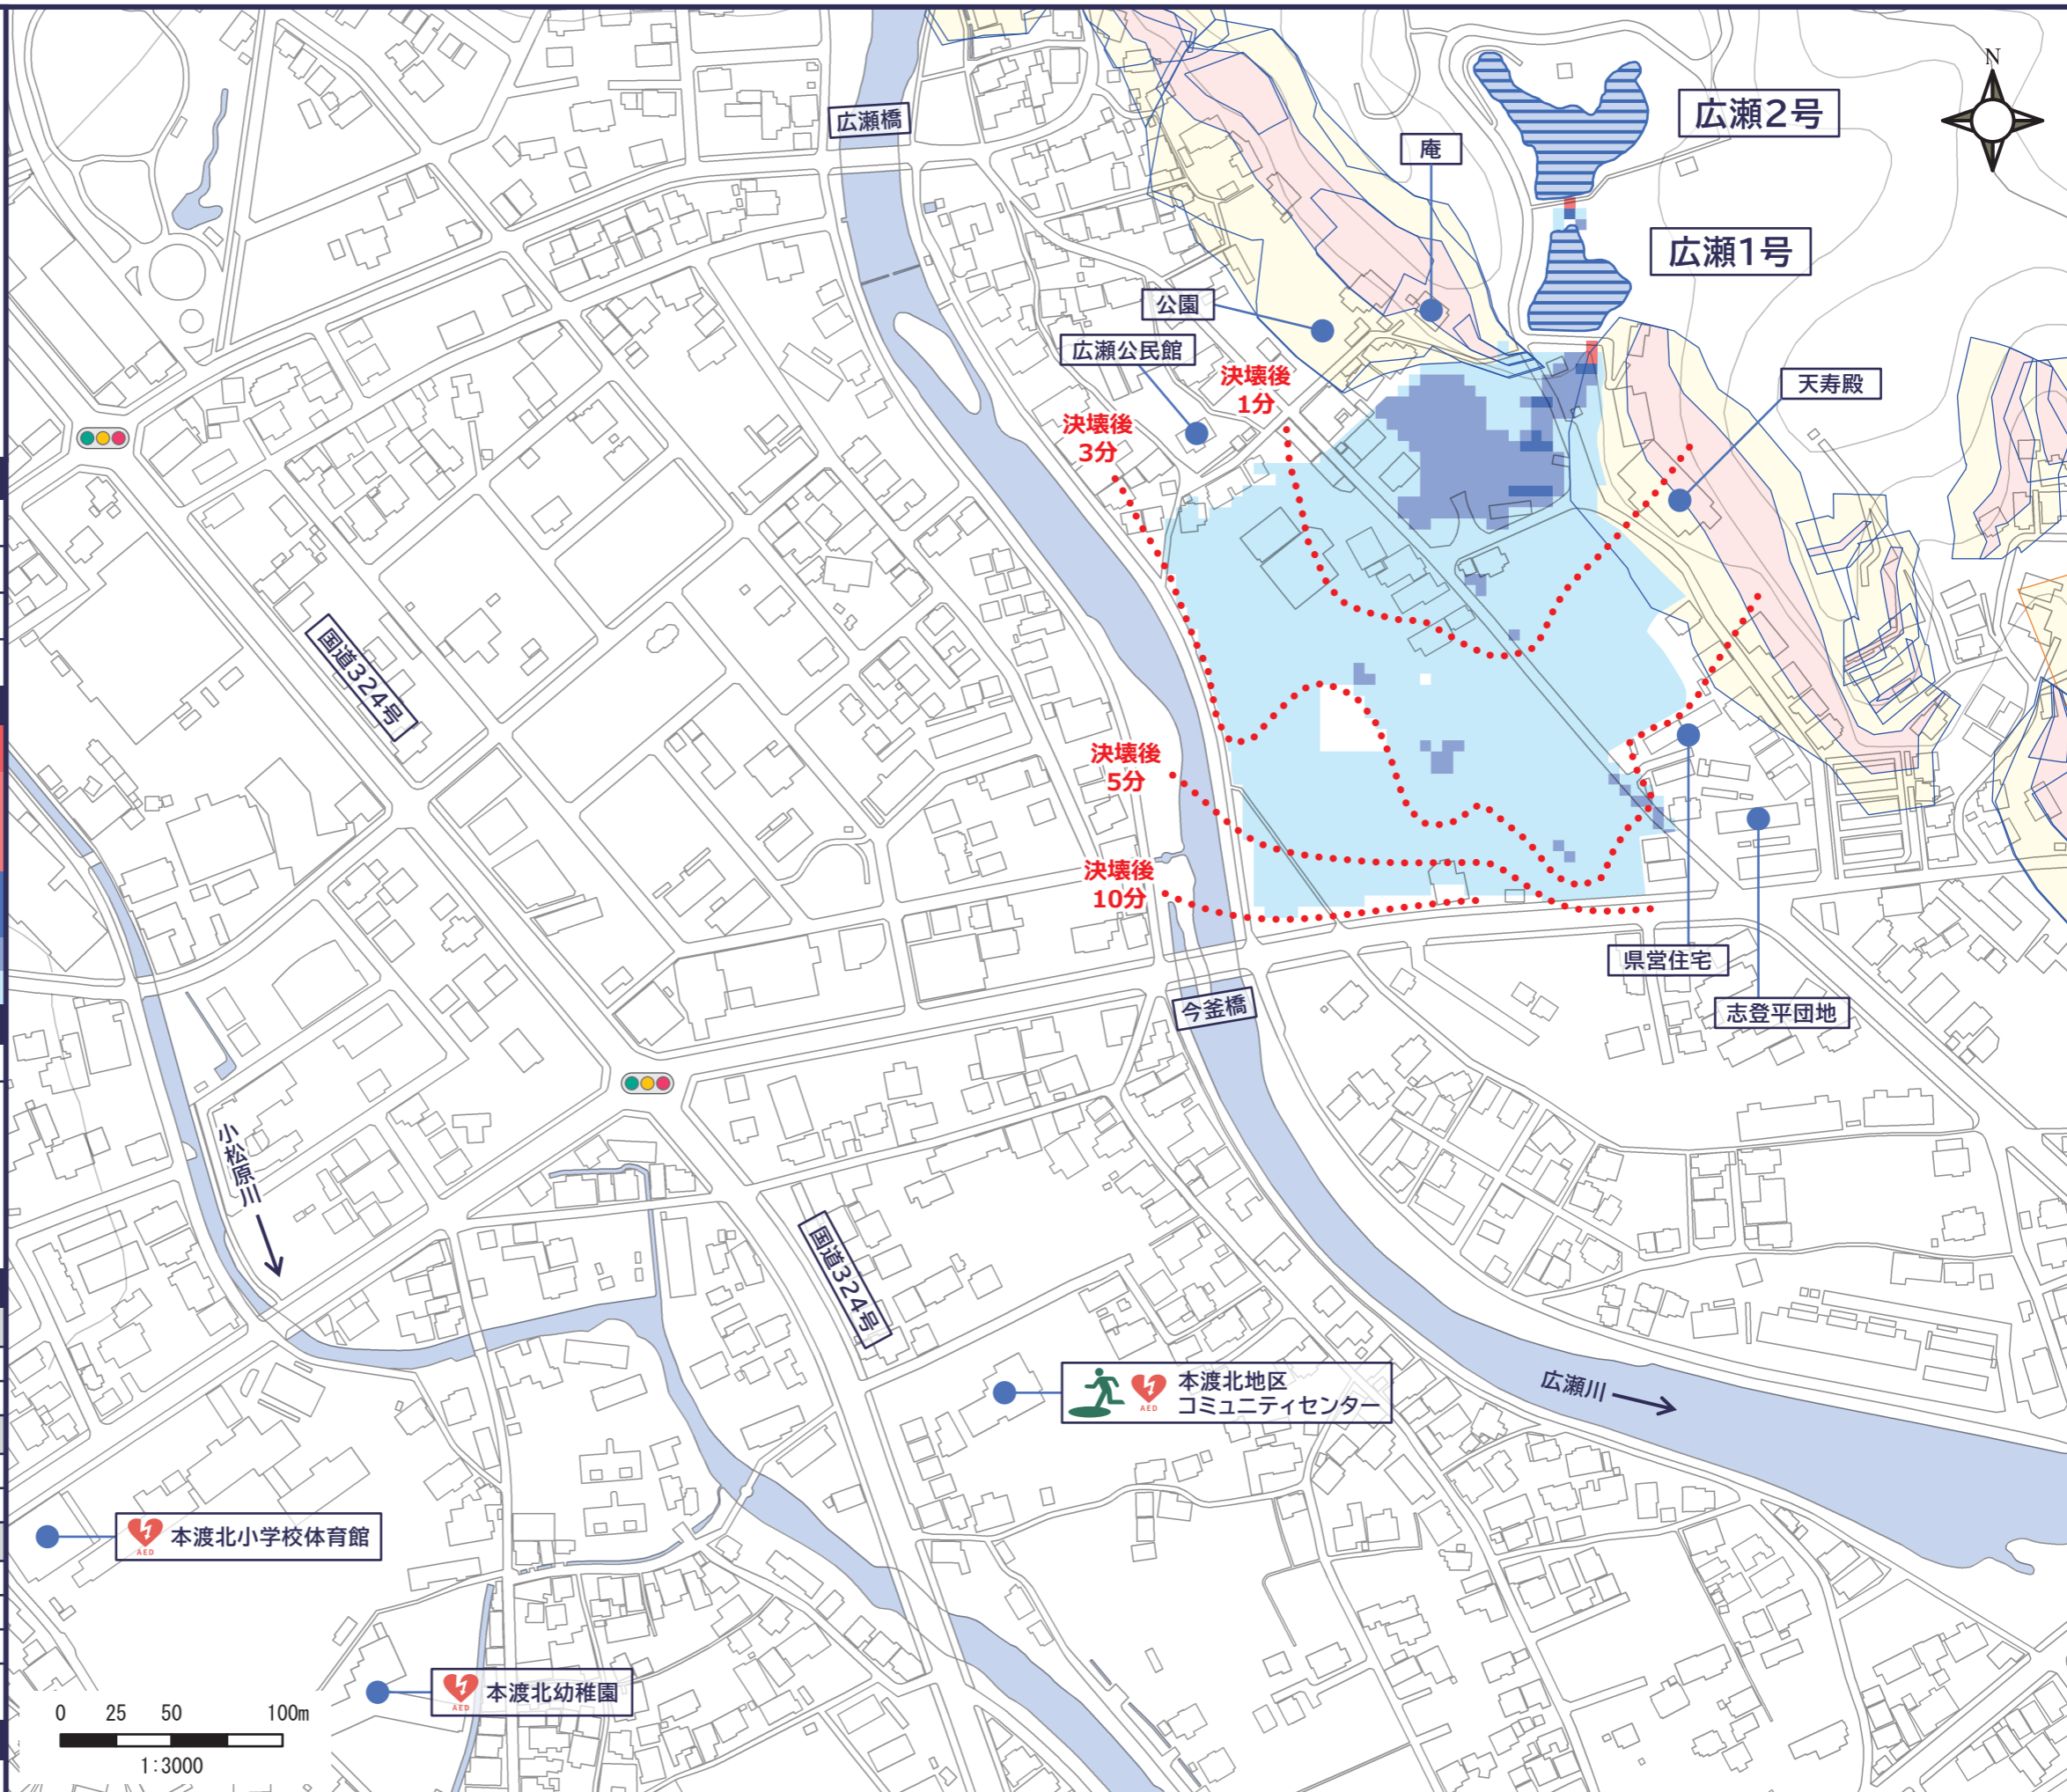 N
広瀬橋
広瀬2号
庵
広瀬1号
公園
広瀬公民館
決壊後
1分
天寿殿
決壊後
3分
国道324号
決壊後
5分
決壊後
10分
県営住宅
今釜橋
志登平団地
小松原川
国道324号
AED
本渡北地区
コミュニティセンター
広瀬川
AED
本渡北小学校体育館
AED
本渡北幼稚園
0 25 50 100m
1:3000